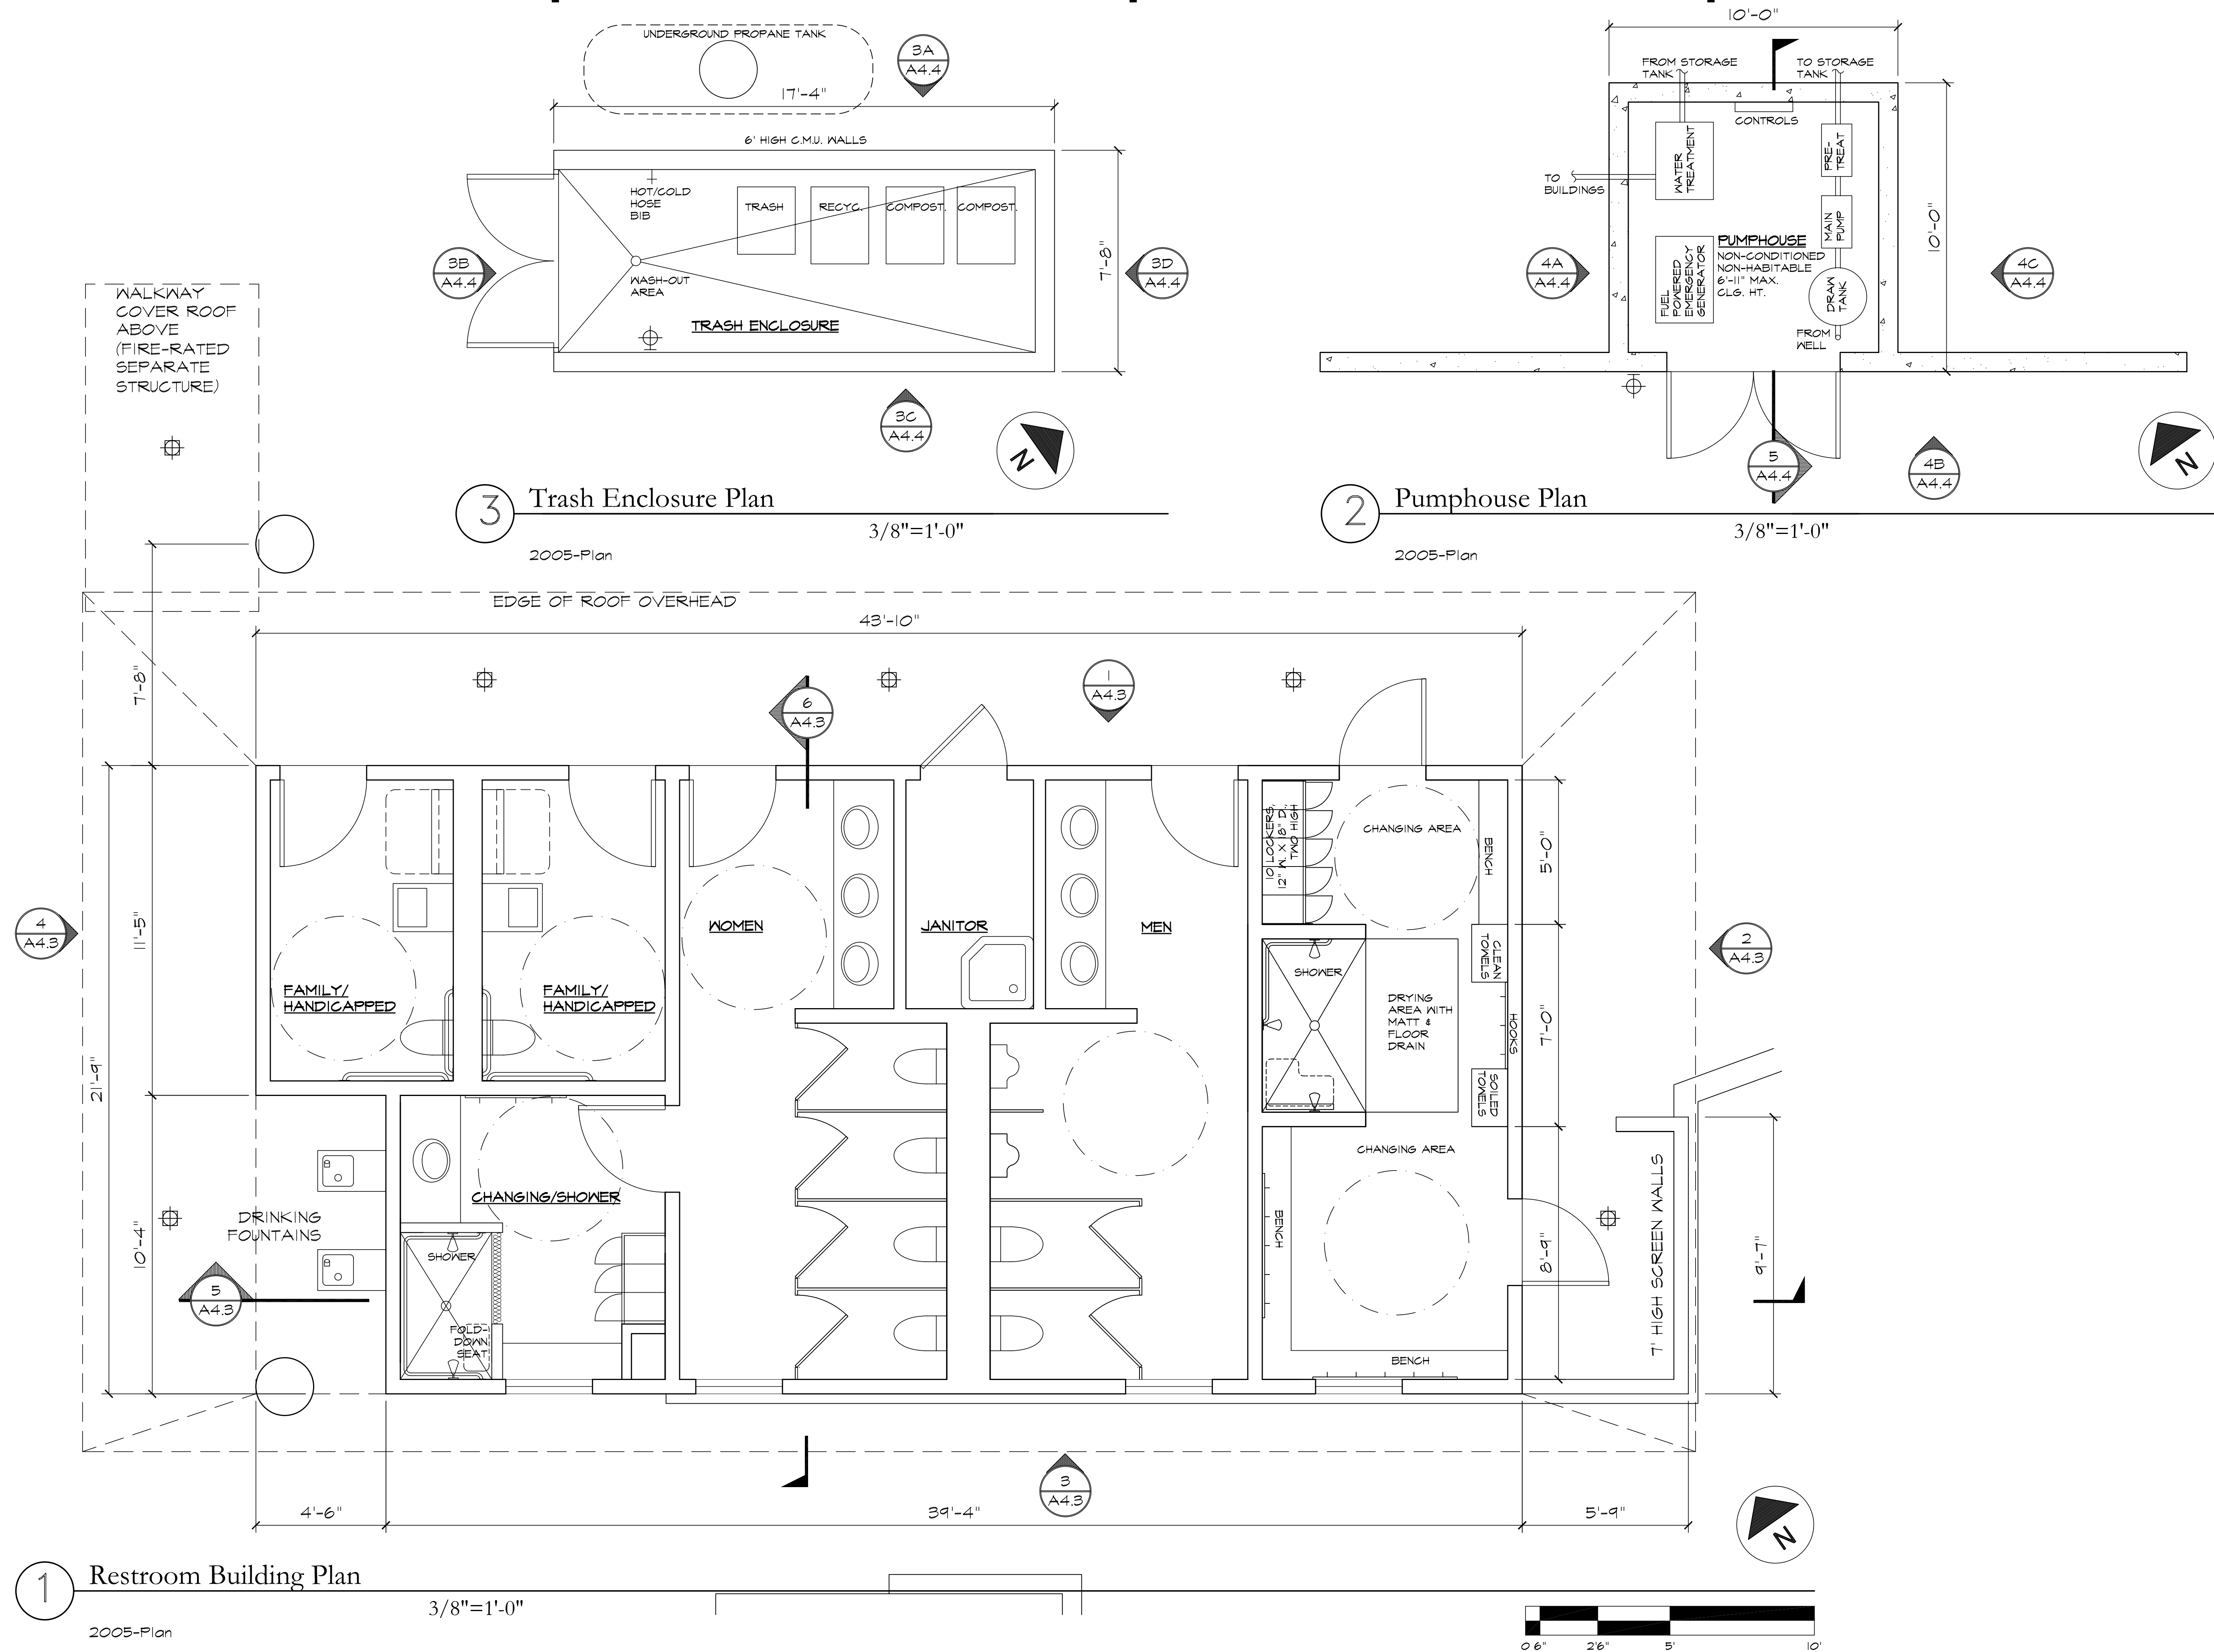 UNDERGROUND PROPANE TANK
3A
A4.4
17'-4"
6' HIGH C.M.U. WALLS
HOT/COLD
HOSE
BIB
TRASH
RECYC.
COMPOST.
COMPOST.
3B
A4.4
7'-8"
3D
A4.4
WASH-OUT
AREA
TRASH ENCLOSURE
3C
A4.4
N
3
Trash Enclosure Plan
3/8"=1'-0"
2005-Plan
10'-0"
FROM STORAGE
TANK
TO STORAGE
TANK
CONTROLS
WATER
TREATMENT
PRE-
TREAT
TO
BUILDINGS
MAIN
PUMP
10'-0"
4A
A4.4
FUEL
POWERED
EMERGENCY
GENERATOR
PUMPHOUSE
NON-CONDITIONED
NON-HABITABLE
6'-11" MAX.
CLG. HT.
DRAW
TANK
FROM
WELL
4C
A4.4
5
A4.4
4B
A4.4
N
2
Pumphouse Plan
3/8"=1'-0"
2005-Plan
WALKWAY
COVER ROOF
ABOVE
(FIRE-RATED
SEPARATE
STRUCTURE)
EDGE OF ROOF OVERHEAD
43'-10"
7'-8"
6
A4.3
1
A4.3
10 LOCKERS,
12" W. X 18" D.,
TWO HIGH
CHANGING AREA
BENCH
5'-0"
11'-5"
4
A4.3
WOMEN
JANITOR
MEN
CLEAN
TOWELS
2
A4.3
FAMILY/
HANDICAPPED
FAMILY/
HANDICAPPED
SHOWER
DRYING
AREA WITH
MATT &
FLOOR
DRAIN
HOOKS
7'-0"
21'-9"
SOILED
TOWELS
CHANGING AREA
CHANGING/SHOWER
DRINKING
FOUNTAINS
10'-4"
BENCH
8'-9"
7' HIGH SCREEN WALLS
9'-7"
SHOWER
5
A4.3
FOLD-
DOWN
SEAT
BENCH
3
A4.3
4'-6"
39'-4"
5'-9"
N
1
Restroom Building Plan
3/8"=1'-0"
2005-Plan
0 6" 2'6" 5' 10'